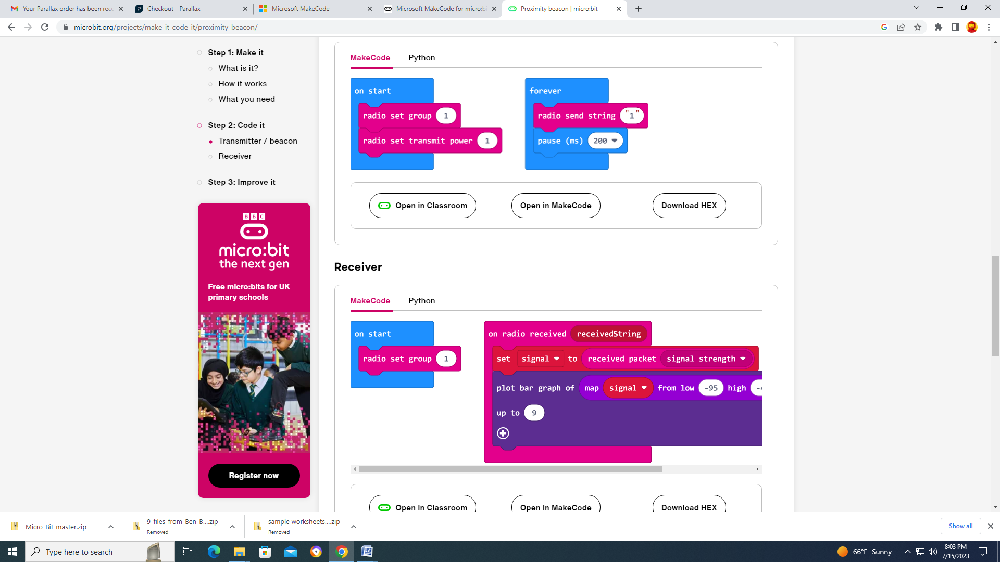 Your Parallax order has been rece
Checkout - Parallax
Microsoft MakeCode
Microsoft MakeCode for micro:bi
Proximity beacon | micro:bit
microbit.org/projects/make-it-code-it/proximity-beacon/
Step 1: Make it
What is it?
How it works
What you need
Step 2: Code it
Transmitter / beacon
Receiver
Step 3: Improve it
BBC
micro:bit
the next gen
Free micro:bits for UK
primary schools
Register now
MakeCode Python
on start
radio set group 1
radio set transmit power 1
forever
radio send string "1"
pause (ms) 200
Open in Classroom
Open in MakeCode
Download HEX
Receiver
MakeCode Python
on start
radio set group 1
on radio received receivedString
set signal to received packet signal strength
plot bar graph of map signal from low -95 high -4
up to 9
Open in Classroom
Open in MakeCode
Download HEX
Micro-Bit-master.zip
9_files_from_Ben_B....zip
Removed
sample worksheets....zip
Removed
Show all
Type here to search
66°F Sunny
8:03 PM
7/15/2023